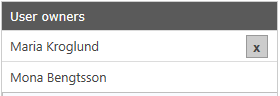 User owners
Maria Kroglund x
Mona Bengtsson